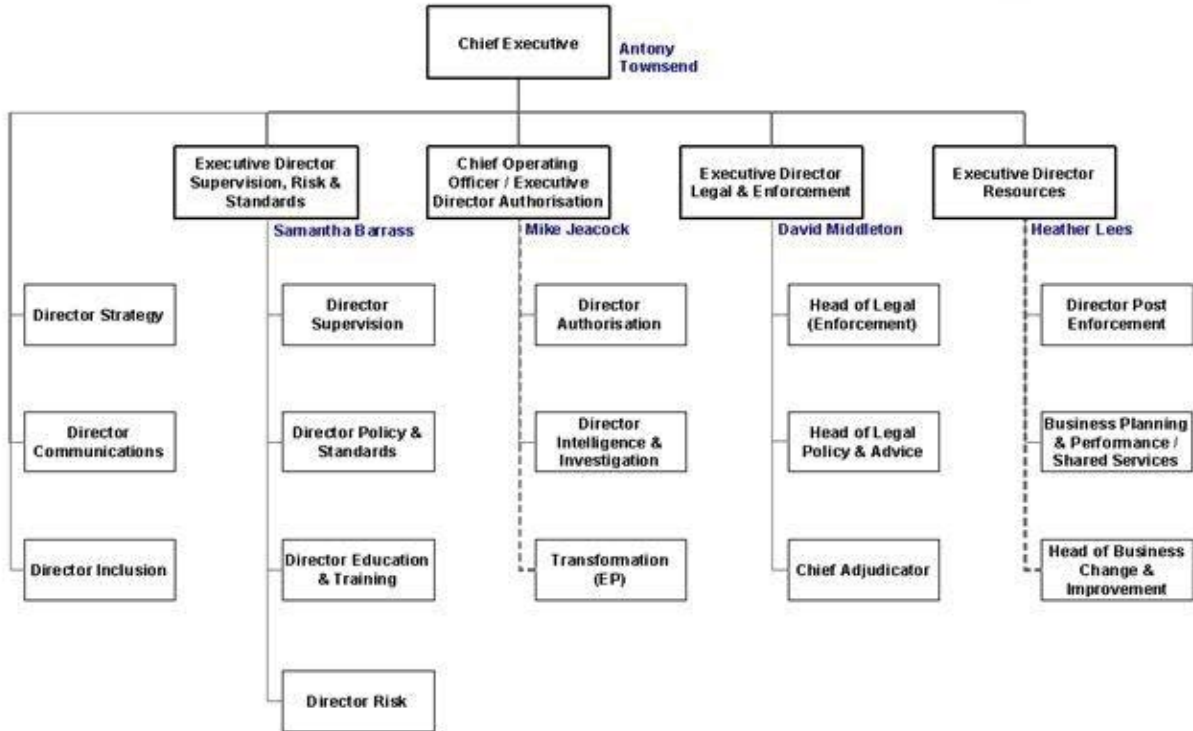 Chief Executive
Antony
Townsend
Executive Director
Supervision, Risk &
Standards
Samantha Barrass
Chief Operating
Officer / Executive
Director Authorisation
Mike Jeacock
Executive Director
Legal & Enforcement
David Middleton
Executive Director
Resources
Heather Lees
Director Strategy
Director
Supervision
Director
Authorisation
Head of Legal
(Enforcement)
Director Post
Enforcement
Director
Communications
Director Policy &
Standards
Director
Intelligence &
Investigation
Head of Legal
Policy & Advice
Business Planning
& Performance /
Shared Services
Director Inclusion
Director Education
& Training
Transformation
(EP)
Chief Adjudicator
Head of Business
Change &
Improvement
Director Risk